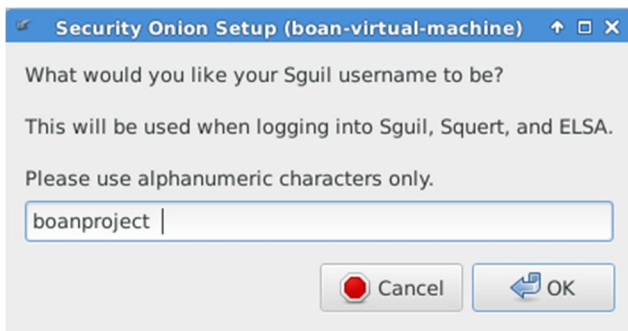 Security Onion Setup (boan-virtual-machine)
What would you like your Sguil username to be?
This will be used when logging into Sguil, Squert, and ELSA.
Please use alphanumeric characters only.
boanproject
Cancel
OK